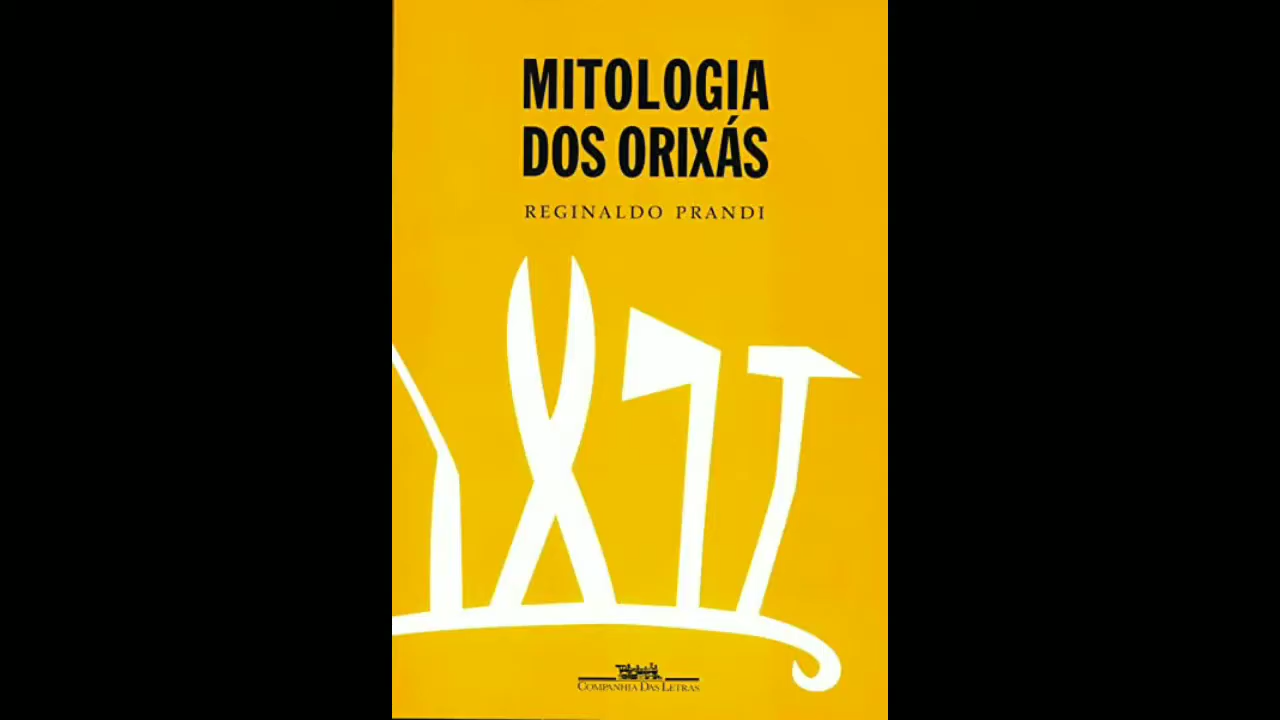 MITOLOGIA
DOS ORIXÁS
REGINALDO PRANDI
COMPANHIA DAS LETRAS